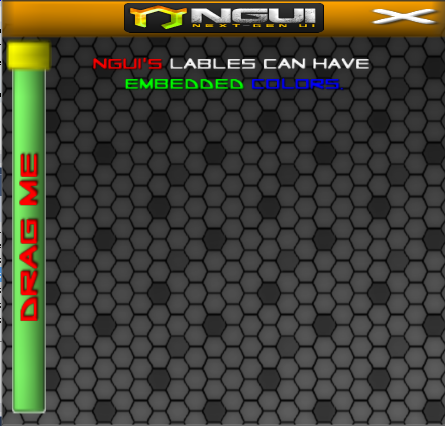 NGUI
NEXT-GEN UI
NGUI'S LABLES CAN HAVE
EMBEDDED COLORS.
DRAG ME